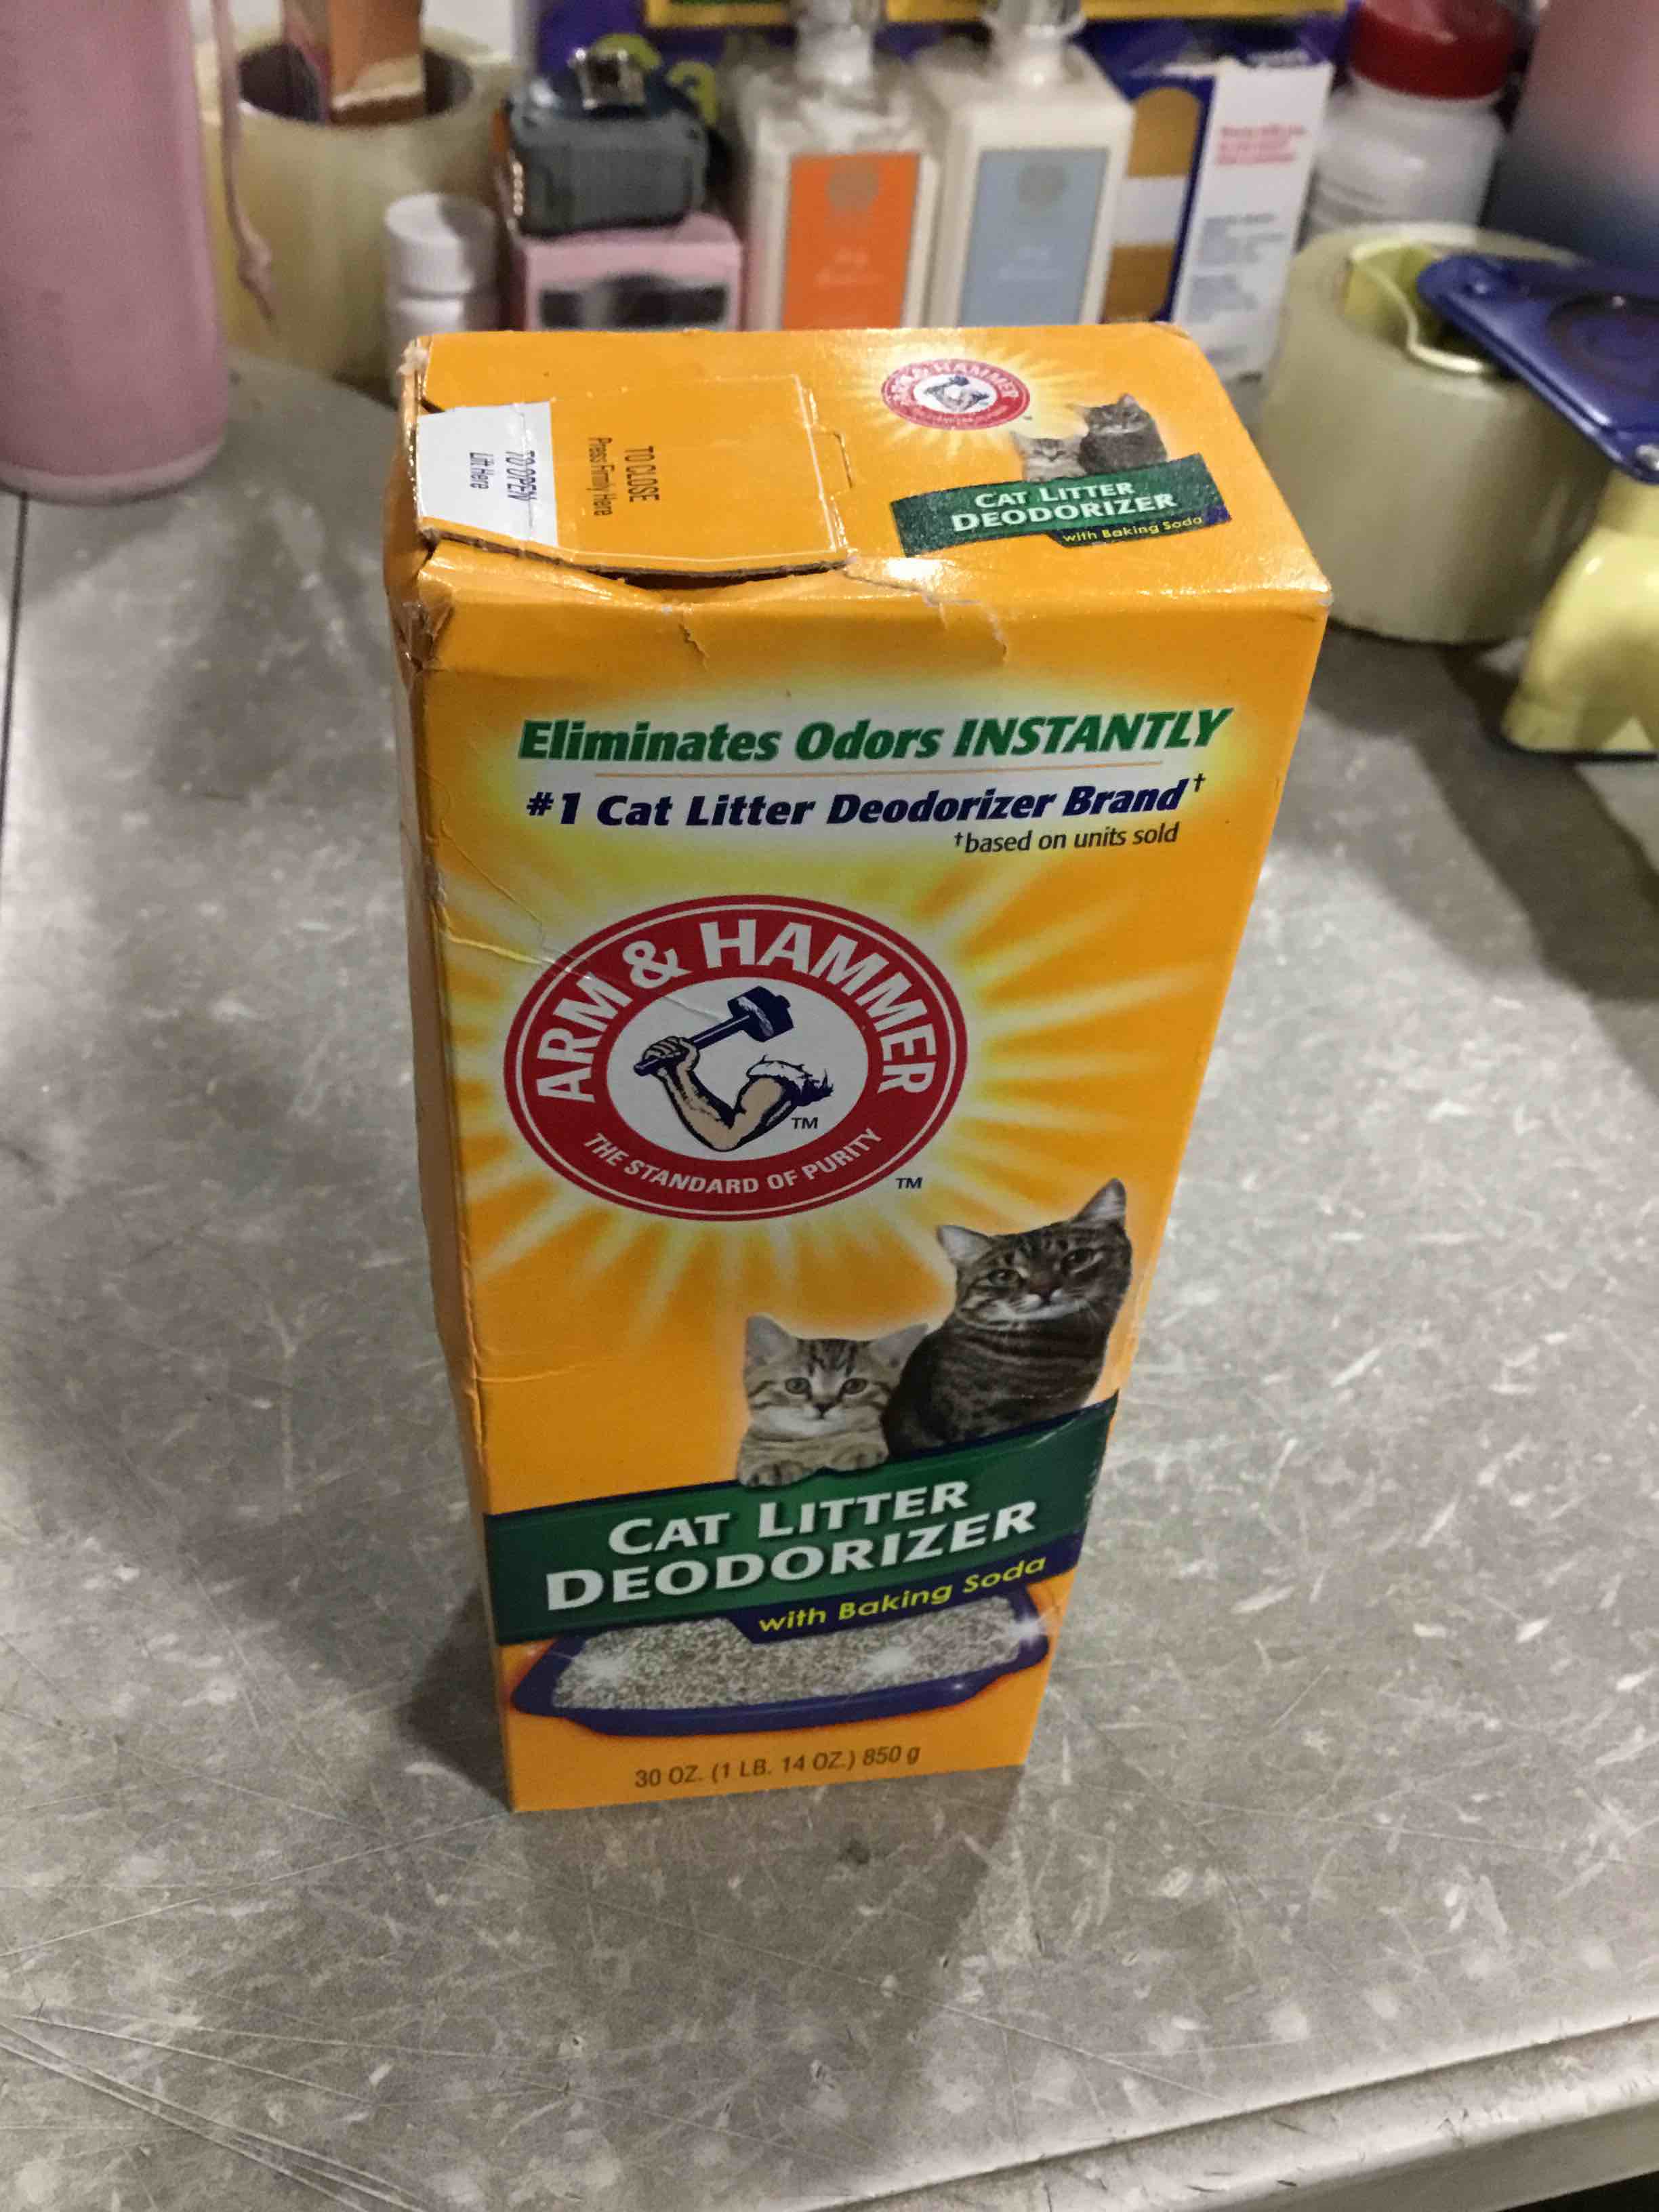 TO OPEN
Lift Here
TO CLOSE
Press Firmly Here
ARM & HAMMER
CAT LITTER
DEODORIZER
with Baking Soda
Eliminates Odors INSTANTLY
#1 Cat Litter Deodorizer Brand†
†based on units sold
ARM & HAMMER
THE STANDARD OF PURITY
TM
TM
CAT LITTER
DEODORIZER
with Baking Soda
30 OZ. (1 LB. 14 OZ.) 850 g